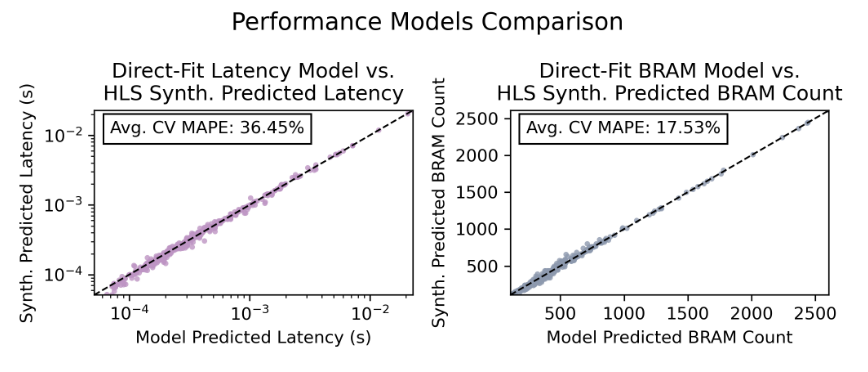 Performance Models Comparison
Direct-Fit Latency Model vs.
HLS Synth. Predicted Latency
Synth. Predicted Latency (s)
Avg. CV MAPE: 36.45%
10⁻²
10⁻³
10⁻⁴
10⁻⁴ 10⁻³ 10⁻²
Model Predicted Latency (s)
Direct-Fit BRAM Model vs.
HLS Synth. Predicted BRAM Count
Synth. Predicted BRAM Count
Avg. CV MAPE: 17.53%
2500
2000
1500
1000
500
500 1000 1500 2000 2500
Model Predicted BRAM Count